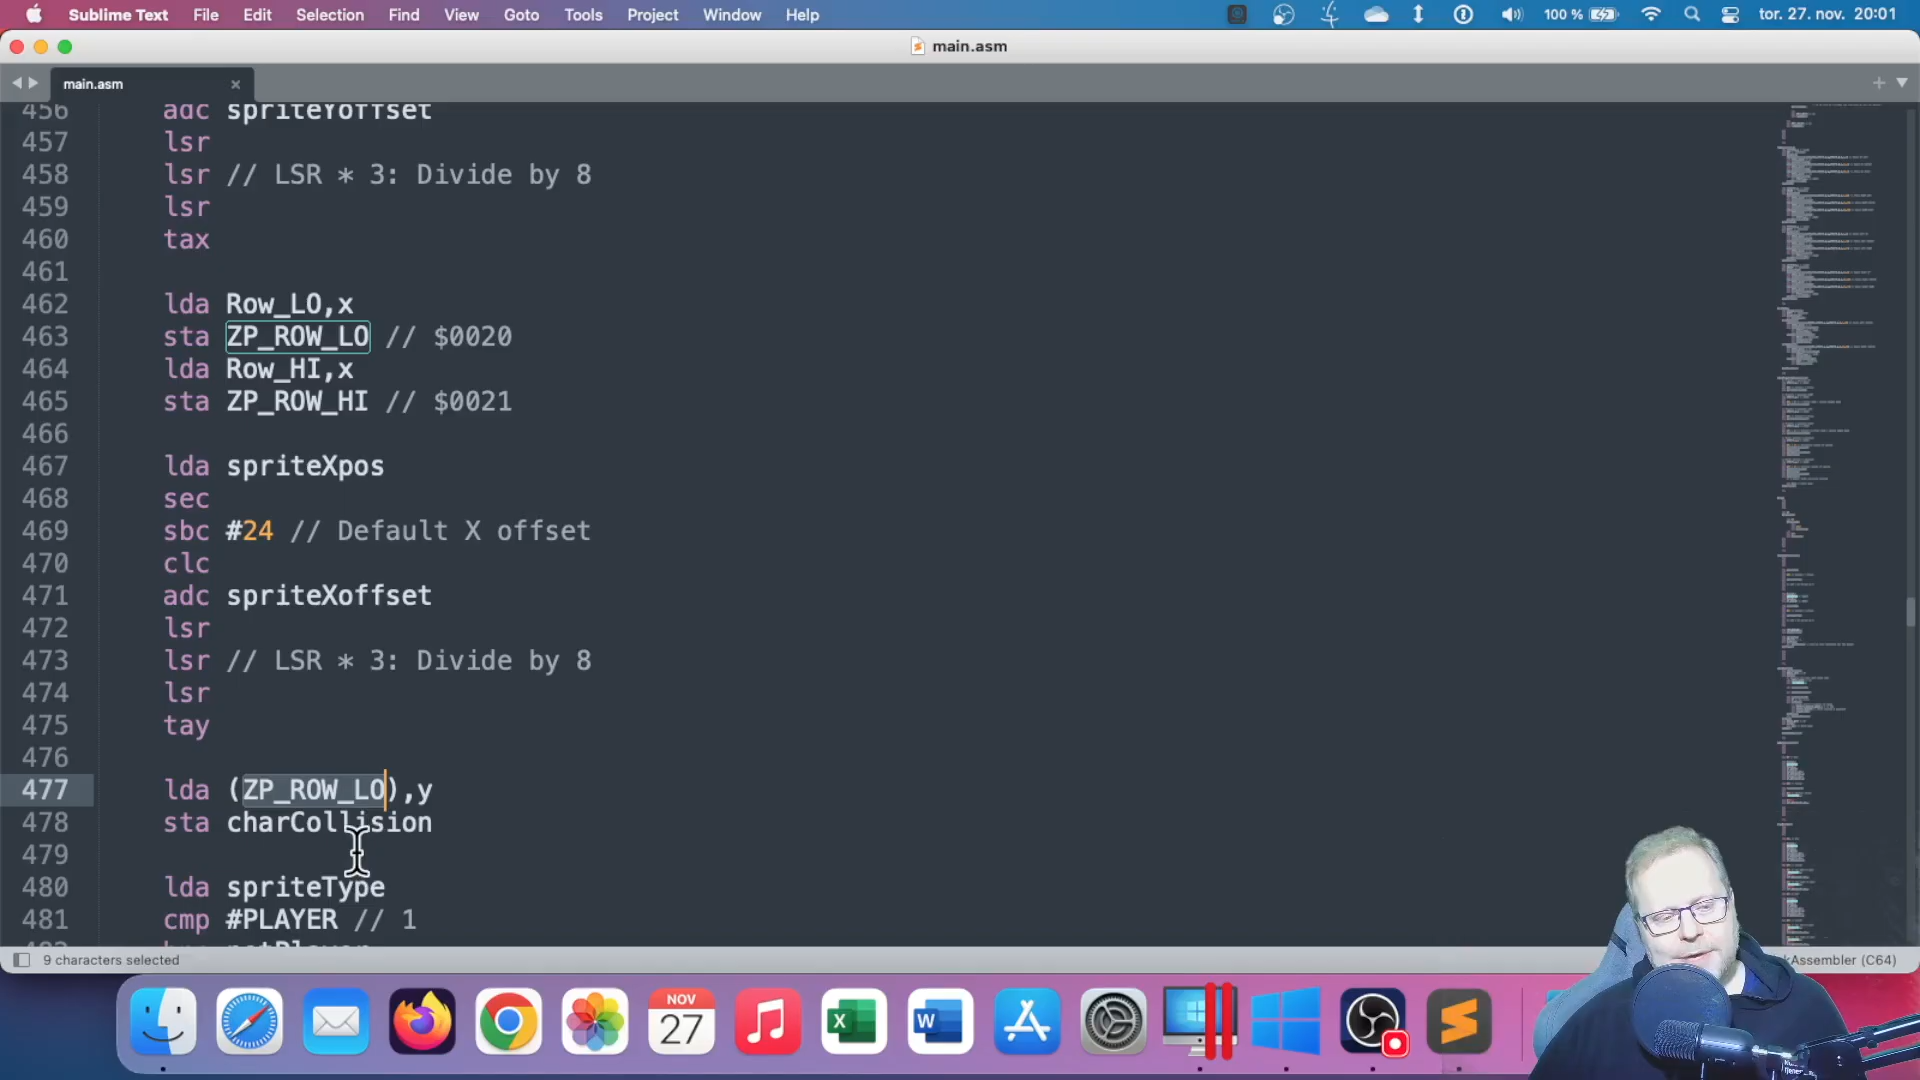 Sublime Text File Edit Selection Find View Goto Tools Project Window Help 100 % tor. 27. nov. 20:01
main.asm
main.asm
456 adc spriteYoffset
457 lsr
458 lsr // LSR * 3: Divide by 8
459 lsr
460 tax
461
462 lda Row_LO,x
463 sta ZP_ROW_LO // $0020
464 lda Row_HI,x
465 sta ZP_ROW_HI // $0021
466
467 lda spriteXpos
468 sec
469 sbc #24 // Default X offset
470 clc
471 adc spriteXoffset
472 lsr
473 lsr // LSR * 3: Divide by 8
474 lsr
475 tay
476
477 lda (ZP_ROW_LO),y
478 sta charCollision
479
480 lda spriteType
481 cmp #PLAYER // 1
9 characters selected
kAssembler (C64)
NOV
27